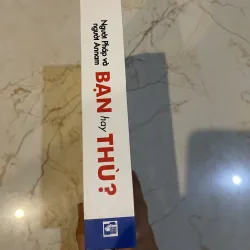 Người Pháp và
người Annam
BẠN hay THÙ?